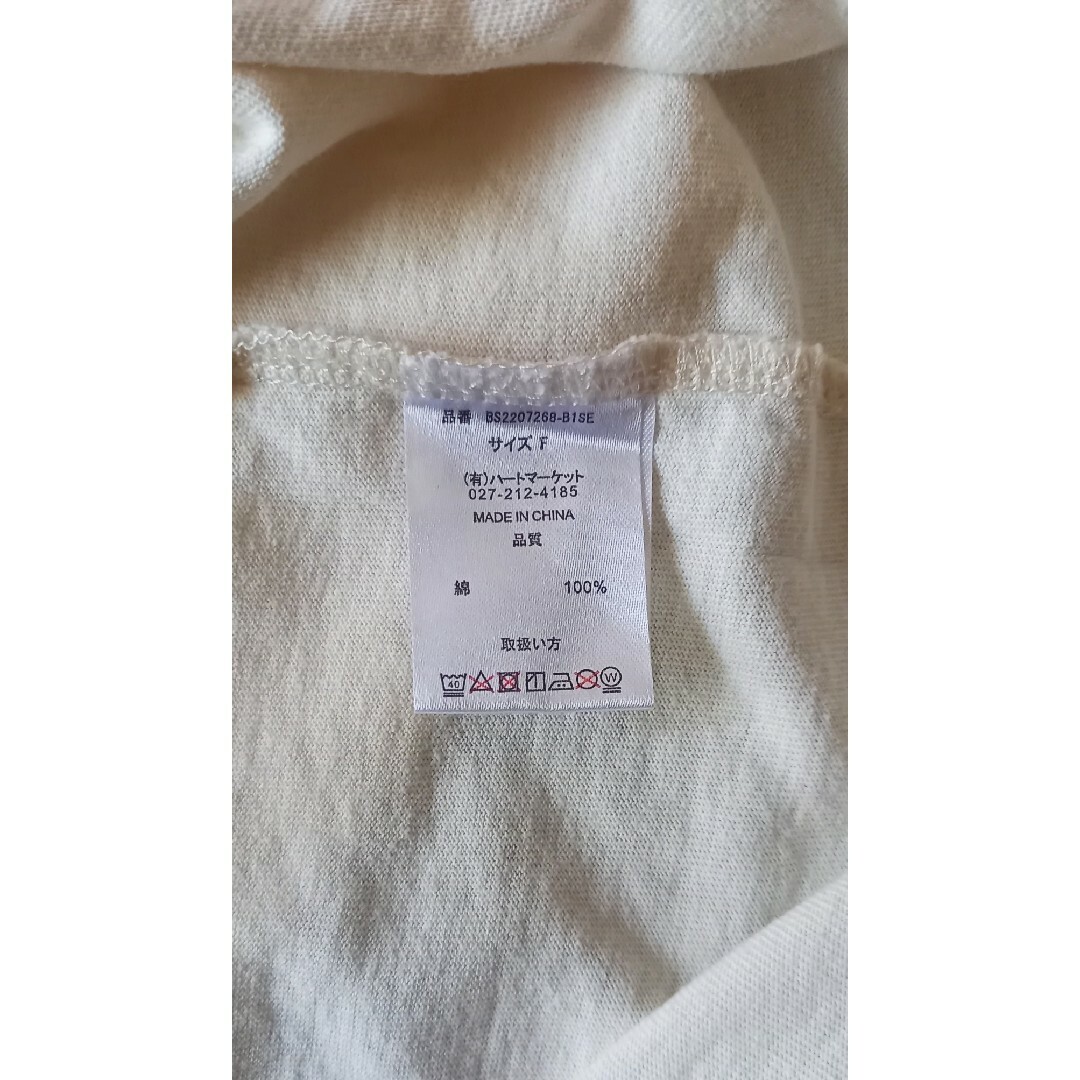 品番 BS2207268-B1SE
サイズ F
(有)ハートマーケット
027-212-4185
MADE IN CHINA
品質
綿 100%
取扱い方
40 W